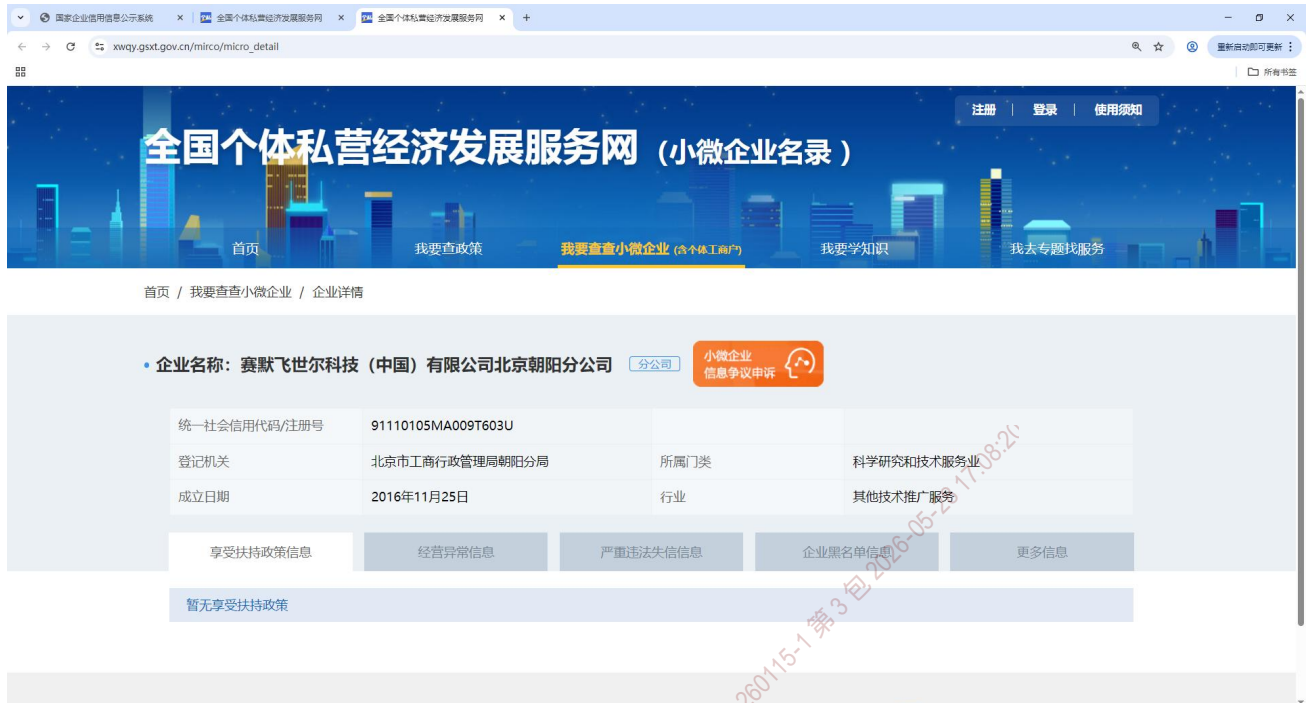 国家企业信用信息公示系统 × 全国个体私营经济发展服务网 × 全国个体私营经济发展服务网 × +
xwqy.gsxt.gov.cn/mirco/micro_detail 重新启动即可更新
所有书签
注册 | 登录 | 使用须知
全国个体私营经济发展服务网（小微企业名录）
首页 我要查政策 我要查查小微企业 (含个体工商户) 我要学知识 我去专题找服务
首页 / 我要查查小微企业 / 企业详情
• 企业名称：赛默飞世尔科技（中国）有限公司北京朝阳分公司 分公司 小微企业
信息争议申诉
统一社会信用代码/注册号 91110105MA009T603U
登记机关 北京市工商行政管理局朝阳分局 所属门类 科学研究和技术服务业
成立日期 2016年11月25日 行业 其他技术推广服务
享受扶持政策信息 经营异常信息 严重违法失信信息 企业黑名单信息 更多信息
暂无享受扶持政策
260115-1 第 3 包 2026-05-28 17:08:20